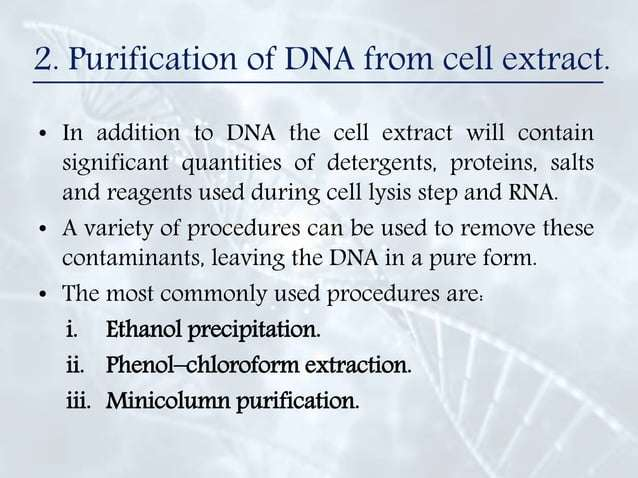 2. Purification of DNA from cell extract.
• In addition to DNA the cell extract will contain
significant quantities of detergents, proteins, salts
and reagents used during cell lysis step and RNA.
• A variety of procedures can be used to remove these
contaminants, leaving the DNA in a pure form.
• The most commonly used procedures are:
i. Ethanol precipitation.
ii. Phenol–chloroform extraction.
iii. Minicolumn purification.